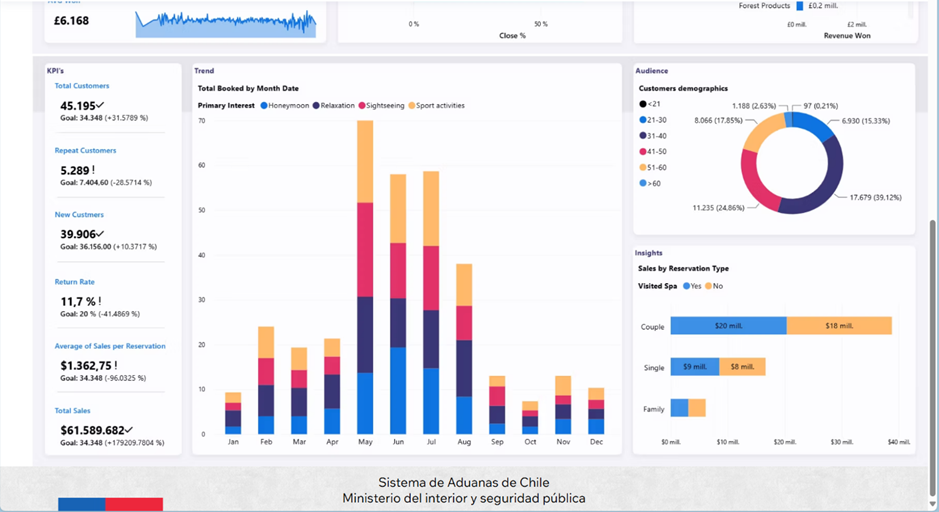 £6.168
0 %
50 %
Close %
Forest Products
£0.2 mill.
£0 mill.
£2 mill.
Revenue Won
KPI's
Total Customers
45.195✓
Goal: 34.348 (+31.5789 %)
Repeat Customers
5.289 !
Goal: 7.404,60 (-28.5714 %)
New Custmers
39.906✓
Goal: 36.156.00 (+10.3717 %)
Return Rate
11,7 % !
Goal: 20 % (-41.4869 %)
Average of Sales per Reservation
$1.362,75 !
Goal: 34.348 (-96.0325 %)
Total Sales
$61.589.682✓
Goal: 34.348 (+179209.7804 %)
Trend
Total Booked by Month Date
Primary Interest Honeymoon Relaxation Sightseeing Sport activities
70
60
50
40
30
20
10
0
Jan Feb Mar Apr May Jun Jul Aug Sep Oct Nov Dec
Audience
Customers demographics
<21
21-30
31-40
41-50
51-60
>60
1.188 (2.63%)
97 (0.21%)
8.066 (17.85%)
6.930 (15.33%)
17.679 (39.12%)
11.235 (24.86%)
Insights
Sales by Reservation Type
Visited Spa Yes No
Couple $20 mill. $18 mill.
Single $9 mill. $8 mill.
Family
$0 mill. $10 mill. $20 mill. $30 mill. $40 mill.
Sistema de Aduanas de Chile
Ministerio del interior y seguridad pública